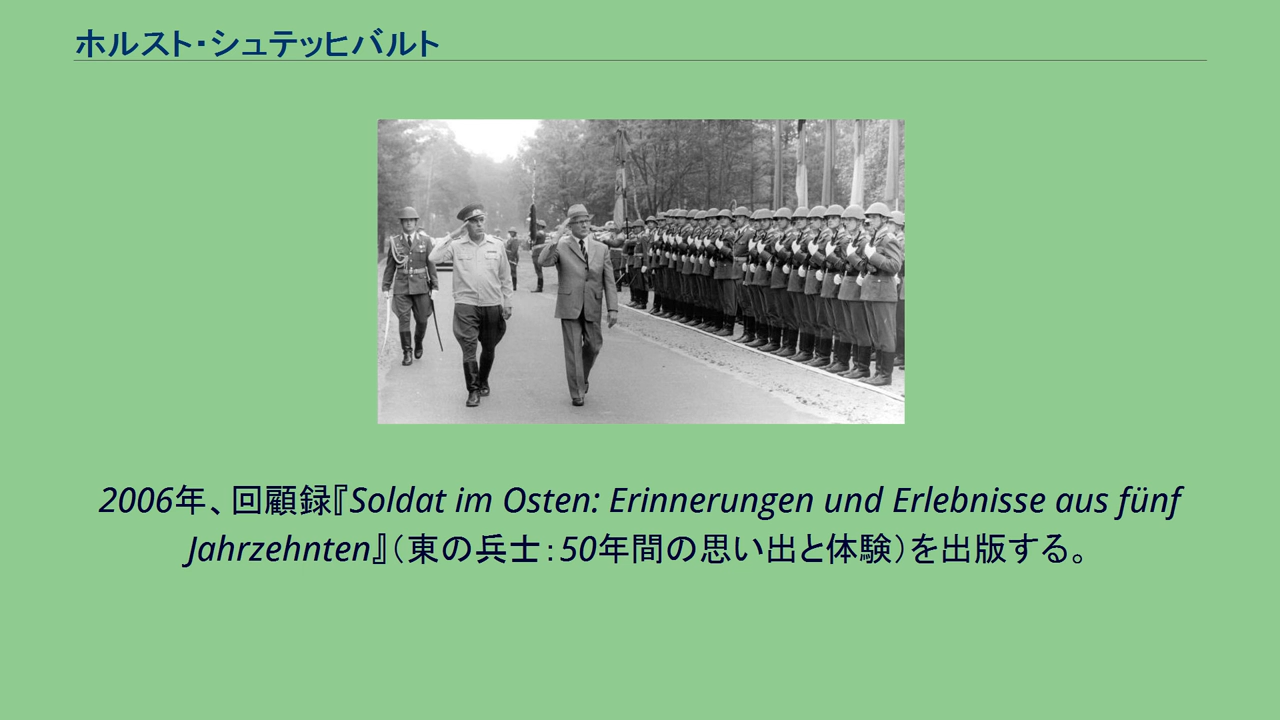 ホルスト・シュテッヒバルト
2006年、回顧録『Soldat im Osten: Erinnerungen und Erlebnisse aus fünf
Jahrzehnten』（東の兵士：50年間の思い出と体験）を出版する。